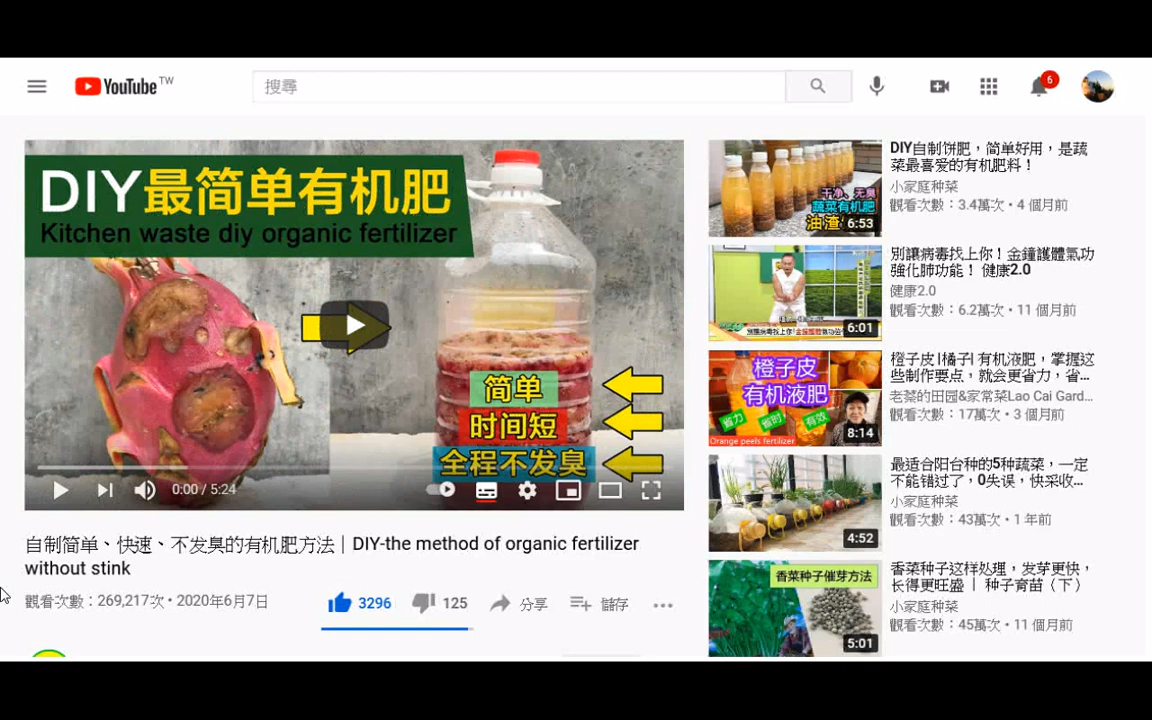 YouTube TW
搜尋
6
DIY最简单有机肥
Kitchen waste diy organic fertilizer
简单
时间短
全程不发臭
0:00 / 5:24
自制简单、快速、不发臭的有机肥方法｜DIY-the method of organic fertilizer
without stink
觀看次數：269,217次 • 2020年6月7日
3296
125
分享
儲存
DIY自制饼肥，简单好用，是蔬
菜最喜爱的有机肥料！
小家庭种菜
觀看次數：3.4萬次 • 4 個月前
干净、无臭
蔬菜有机肥
油渣
6:53
別讓病毒找上你！金鐘護體氣功
強化肺功能！ 健康2.0
健康2.0
觀看次數：6.2萬次 • 11 個月前
6:01
橙子皮 |橘子| 有机液肥，掌握这
些制作要点，就会更省力，省...
老菜的田园&家常菜Lao Cai Gard...
觀看次數：17萬次 • 3 個月前
橙子皮
有机液肥
省力
省时
有效
Orange peels fertilizer
8:14
最适合阳台种的5种蔬菜，一定
不能错过了，0失误，快采收...
小家庭种菜
觀看次數：43萬次 • 1 年前
4:52
香菜种子这样处理，发芽更快，
长得更旺盛 | 种子育苗（下）
小家庭种菜
觀看次數：45萬次 • 11 個月前
香菜种子催芽方法
5:01